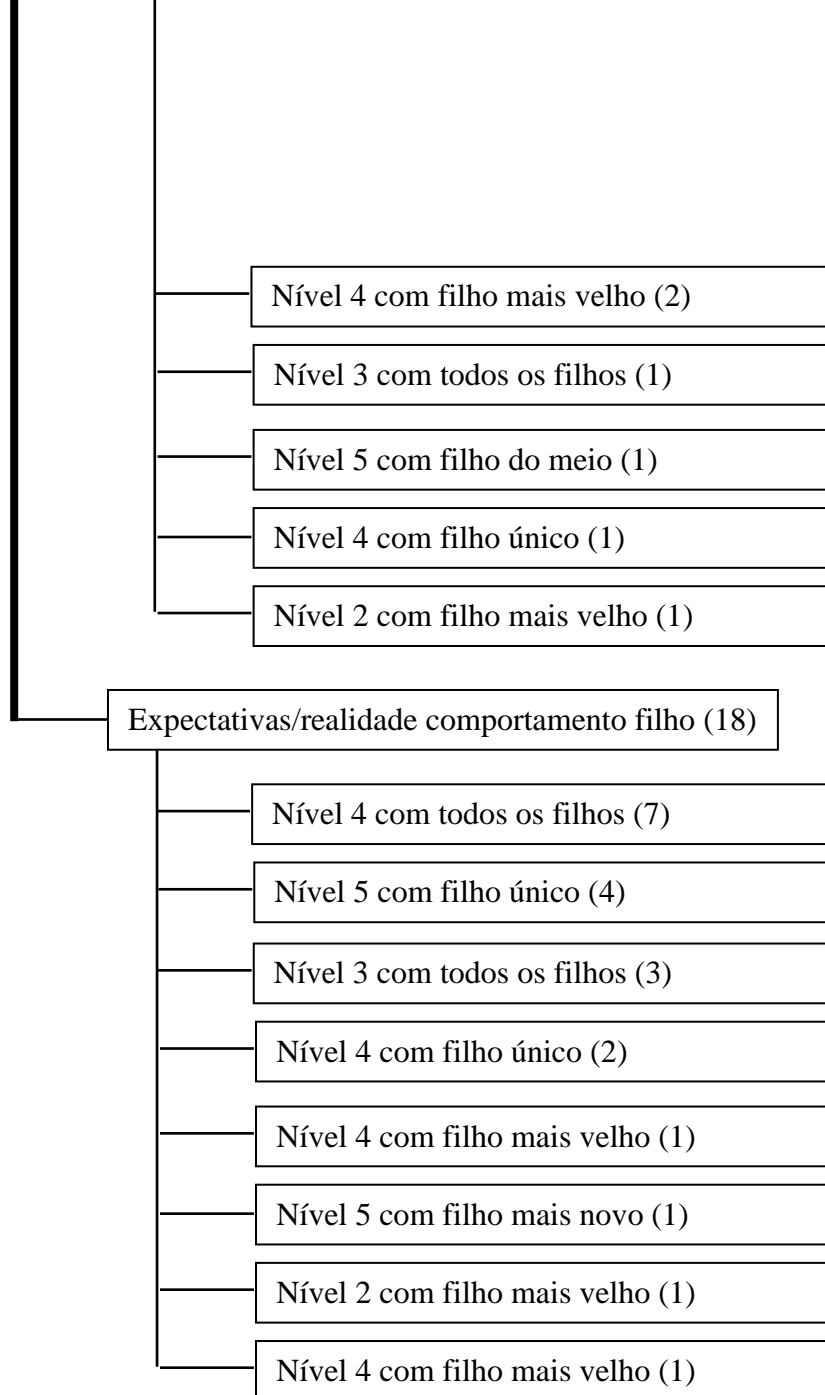 Nível 4 com filho mais velho (2)
Nível 3 com todos os filhos (1)
Nível 5 com filho do meio (1)
Nível 4 com filho único (1)
Nível 2 com filho mais velho (1)
Expectativas/realidade comportamento filho (18)
Nível 4 com todos os filhos (7)
Nível 5 com filho único (4)
Nível 3 com todos os filhos (3)
Nível 4 com filho único (2)
Nível 4 com filho mais velho (1)
Nível 5 com filho mais novo (1)
Nível 2 com filho mais velho (1)
Nível 4 com filho mais velho (1)